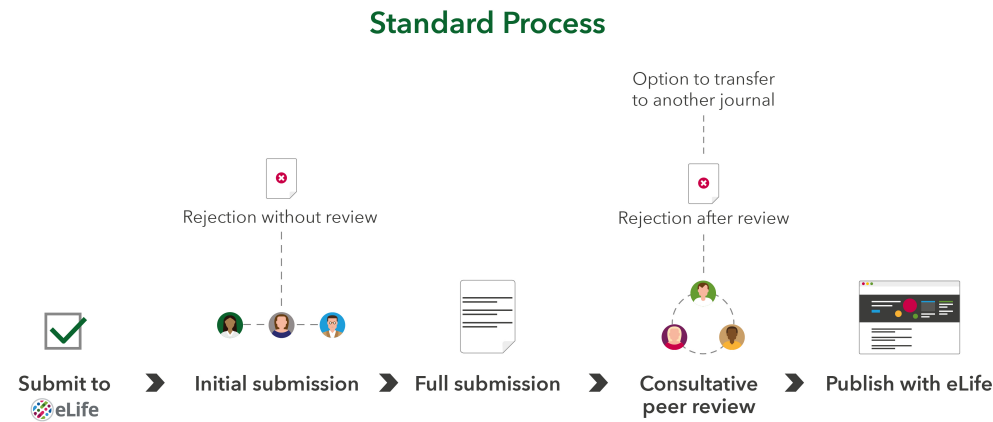 Standard Process
Option to transfer
to another journal
Rejection without review
Rejection after review
Submit to
eLife
Initial submission
Full submission
Consultative
peer review
Publish with eLife